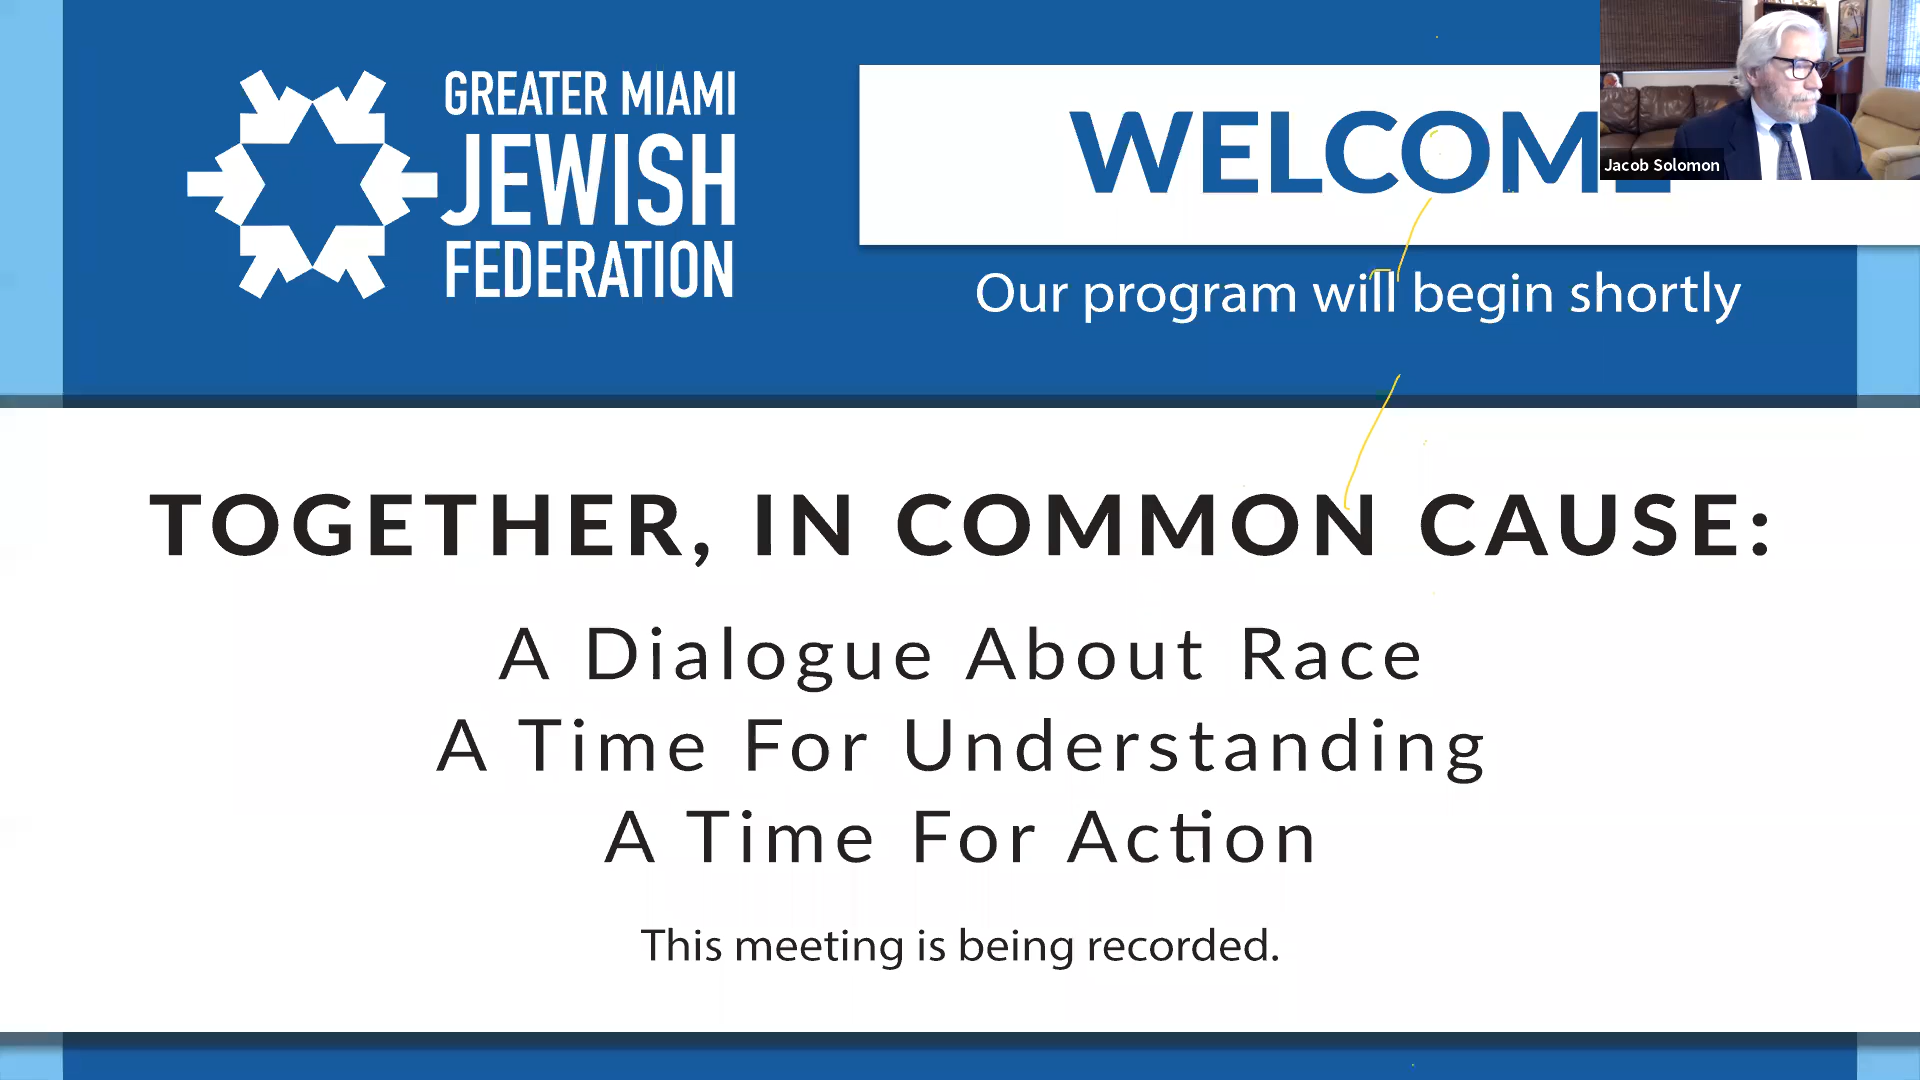 GREATER MIAMI
JEWISH
FEDERATION
WELCOME
Jacob Solomon
Our program will begin shortly
TOGETHER, IN COMMON CAUSE:
A Dialogue About Race
A Time For Understanding
A Time For Action
This meeting is being recorded.